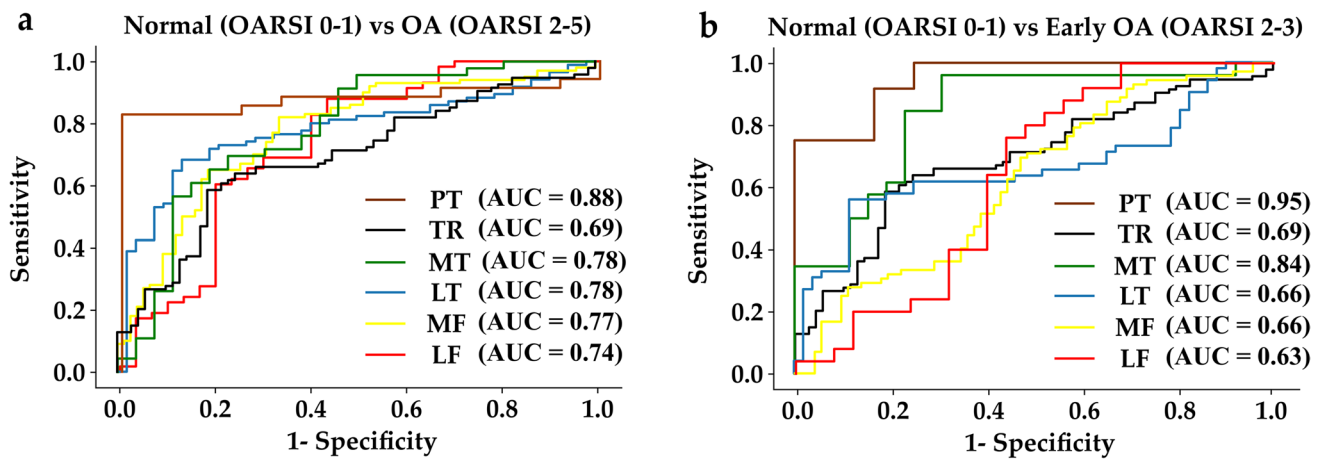 a
Normal (OARSI 0-1) vs OA (OARSI 2-5)
Sensitivity
1.0
0.8
0.6
0.4
0.2
0.0
PT (AUC = 0.88)
TR (AUC = 0.69)
MT (AUC = 0.78)
LT (AUC = 0.78)
MF (AUC = 0.77)
LF (AUC = 0.74)
0.0 0.2 0.4 0.6 0.8 1.0
1- Specificity
b
Normal (OARSI 0-1) vs Early OA (OARSI 2-3)
Sensitivity
1.0
0.8
0.6
0.4
0.2
0.0
PT (AUC = 0.95)
TR (AUC = 0.69)
MT (AUC = 0.84)
LT (AUC = 0.66)
MF (AUC = 0.66)
LF (AUC = 0.63)
0.0 0.2 0.4 0.6 0.8 1.0
1- Specificity